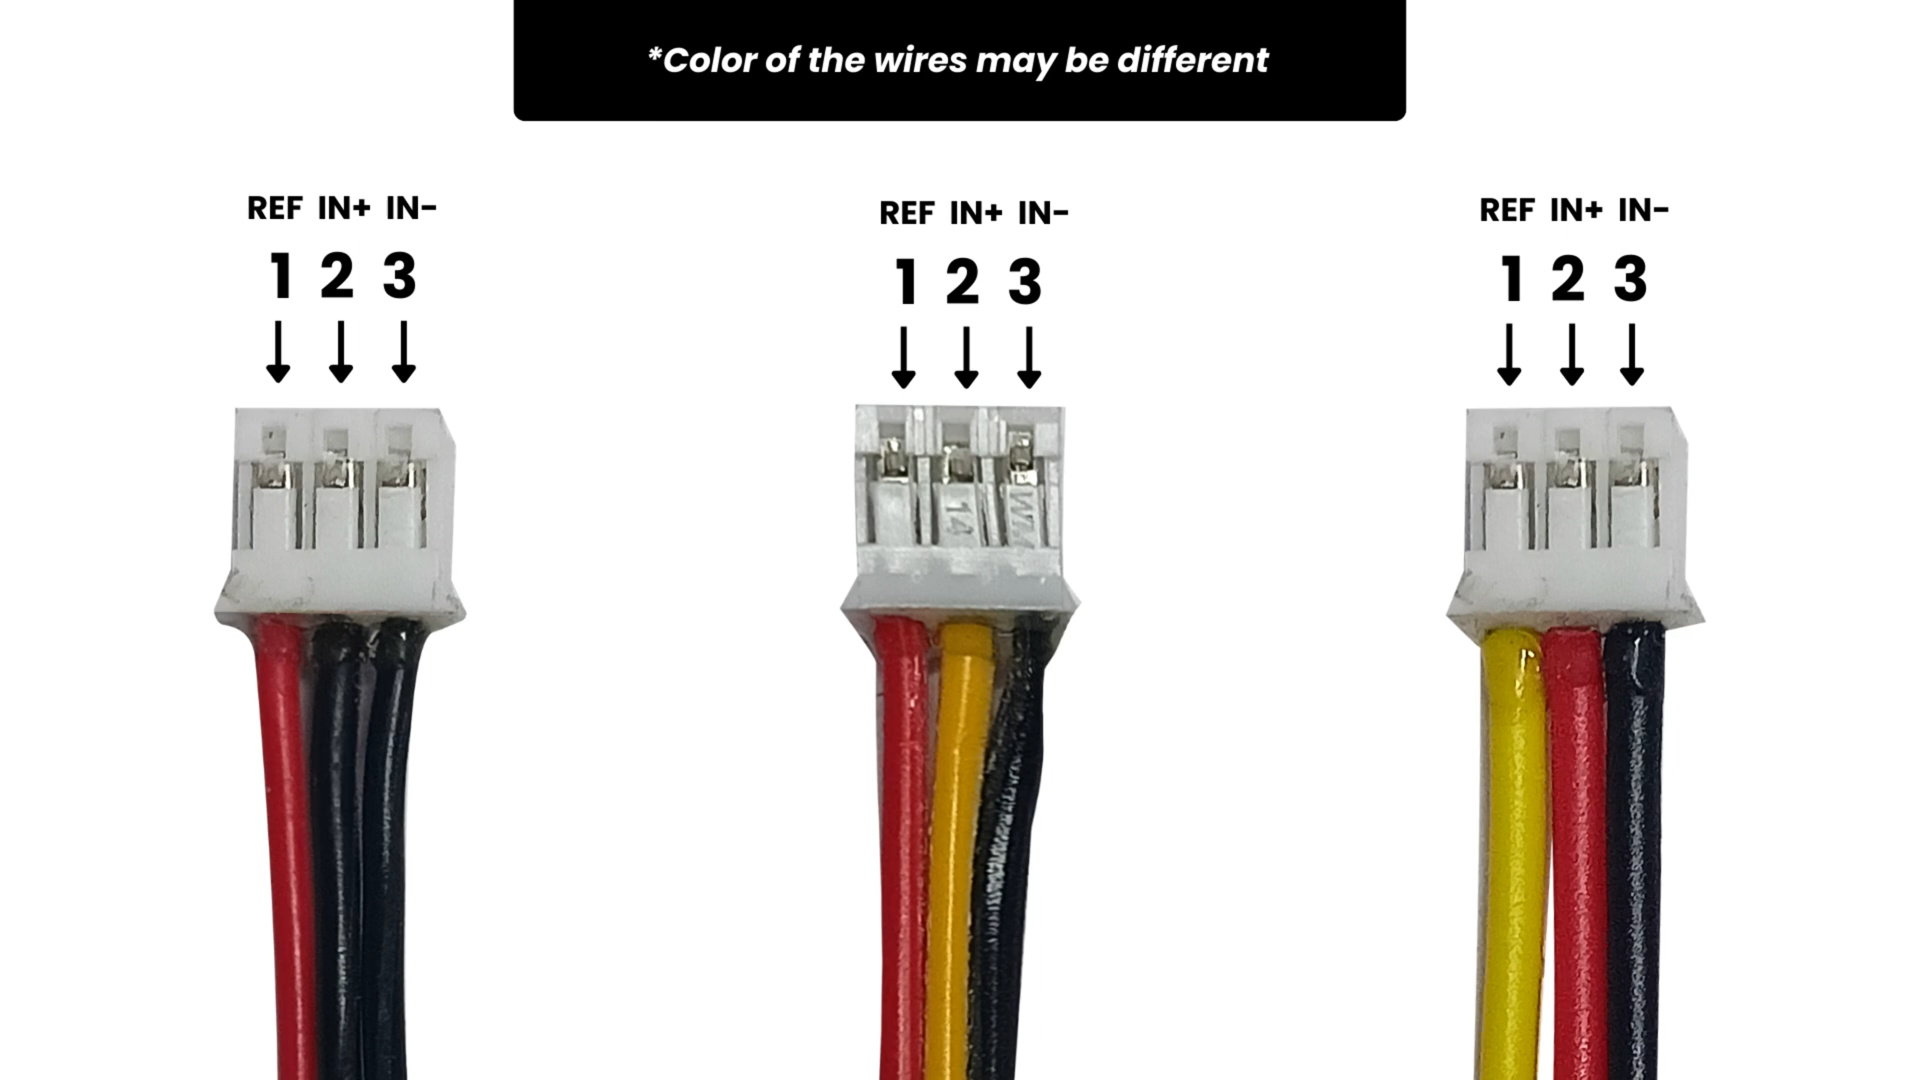 *Color of the wires may be different
REF IN+ IN-
1 2 3
REF IN+ IN-
1 2 3
REF IN+ IN-
1 2 3
14